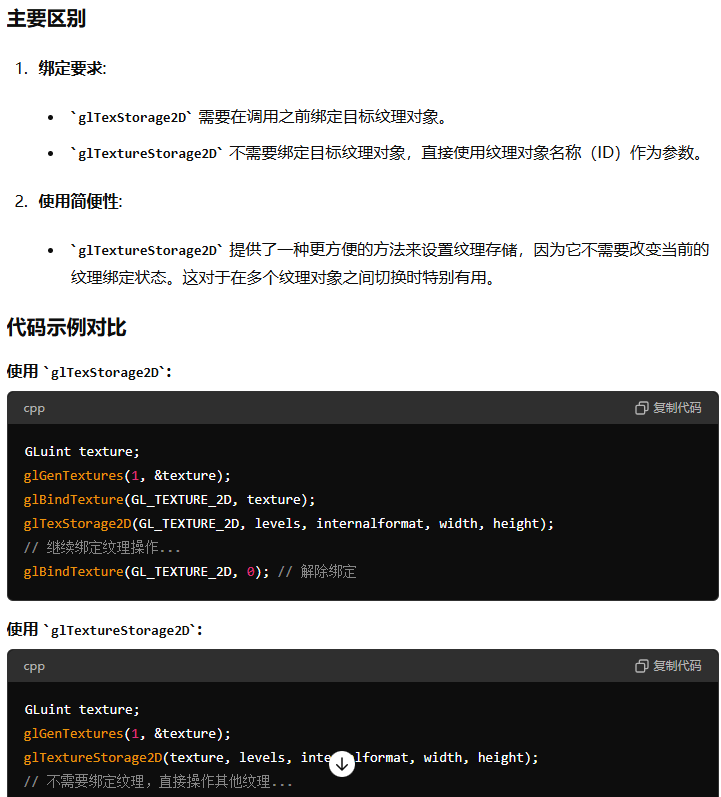 主要区别
1. 绑定要求:
• `glTexStorage2D` 需要在调用之前绑定目标纹理对象。
• `glTextureStorage2D` 不需要绑定目标纹理对象，直接使用纹理对象名称（ID）作为参数。
2. 使用简便性:
• `glTextureStorage2D` 提供了一种更方便的方法来设置纹理存储，因为它不需要改变当前的
纹理绑定状态。这对于在多个纹理对象之间切换时特别有用。
代码示例对比
使用 `glTexStorage2D`:
cpp 复制代码
GLuint texture;
glGenTextures(1, &texture);
glBindTexture(GL_TEXTURE_2D, texture);
glTexStorage2D(GL_TEXTURE_2D, levels, internalformat, width, height);
// 继续绑定纹理操作...
glBindTexture(GL_TEXTURE_2D, 0); // 解除绑定
使用 `glTextureStorage2D`:
cpp 复制代码
GLuint texture;
glGenTextures(1, &texture);
glTextureStorage2D(texture, levels, internalformat, width, height);
// 不需要绑定纹理，直接操作其他纹理...